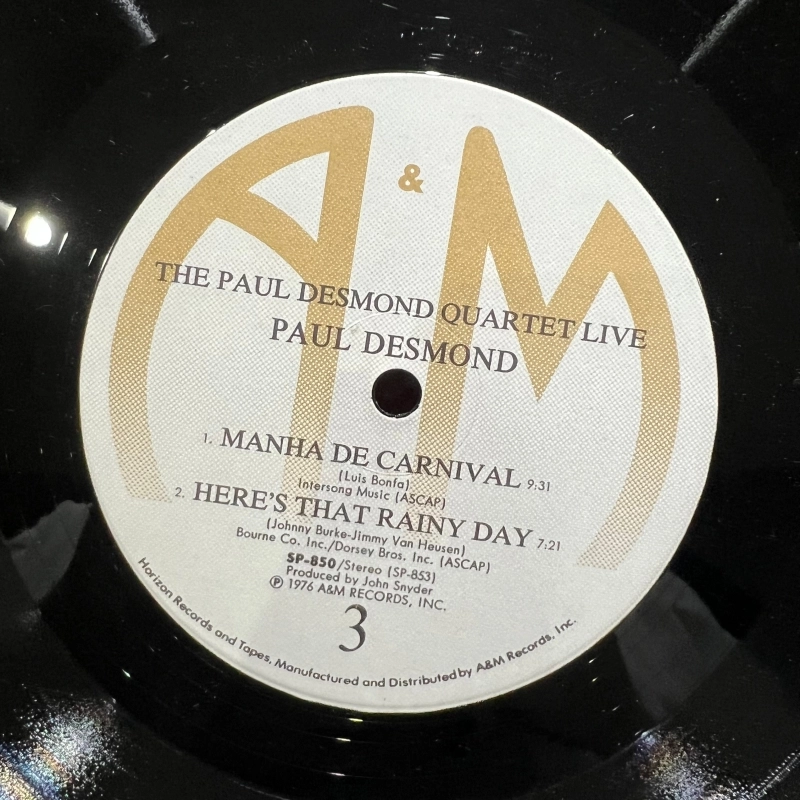 A & M
THE PAUL DESMOND QUARTET LIVE
PAUL DESMOND
1. MANHA DE CARNIVAL 9:31
(Luis Bonfa)
Intersong Music (ASCAP)
2. HERE'S THAT RAINY DAY 7:21
(Johnny Burke-Jimmy Van Heusen)
Bourne Co. Inc./Dorsey Bros. Inc. (ASCAP)
SP-850/Stereo (SP-853)
Produced by John Snyder
℗ 1976 A&M RECORDS, INC.
3
Horizon Records and Tapes, Manufactured and Distributed by A&M Records, Inc.